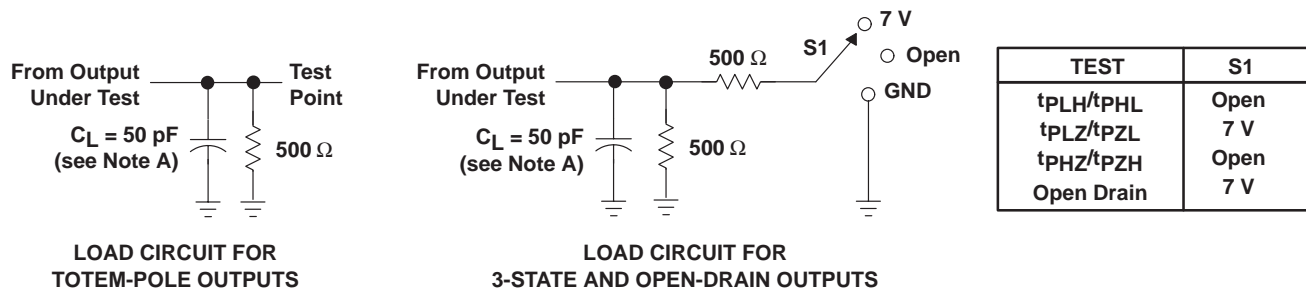 From Output
Under Test
Test
Point
CL = 50 pF
(see Note A)
500 Ω
LOAD CIRCUIT FOR
TOTEM-POLE OUTPUTS
From Output
Under Test
500 Ω
S1
7 V
Open
GND
CL = 50 pF
(see Note A)
500 Ω
LOAD CIRCUIT FOR
3-STATE AND OPEN-DRAIN OUTPUTS
TEST S1
tPLH/tPHL Open
tPLZ/tPZL 7 V
tPHZ/tPZH Open
Open Drain 7 V